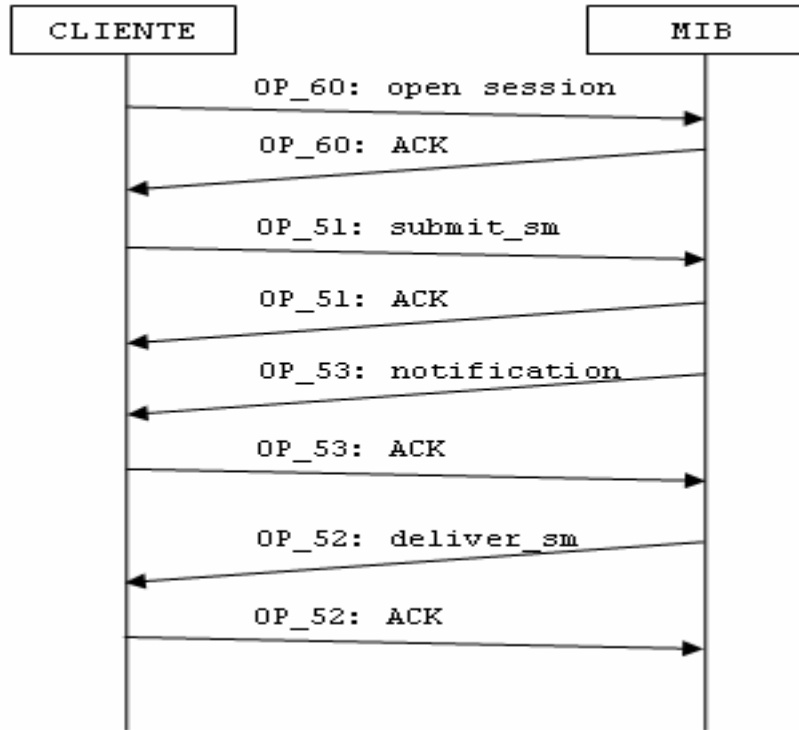 CLIENTE
MIB
OP_60: open session
OP_60: ACK
OP_51: submit_sm
OP_51: ACK
OP_53: notification
OP_53: ACK
OP_52: deliver_sm
OP_52: ACK